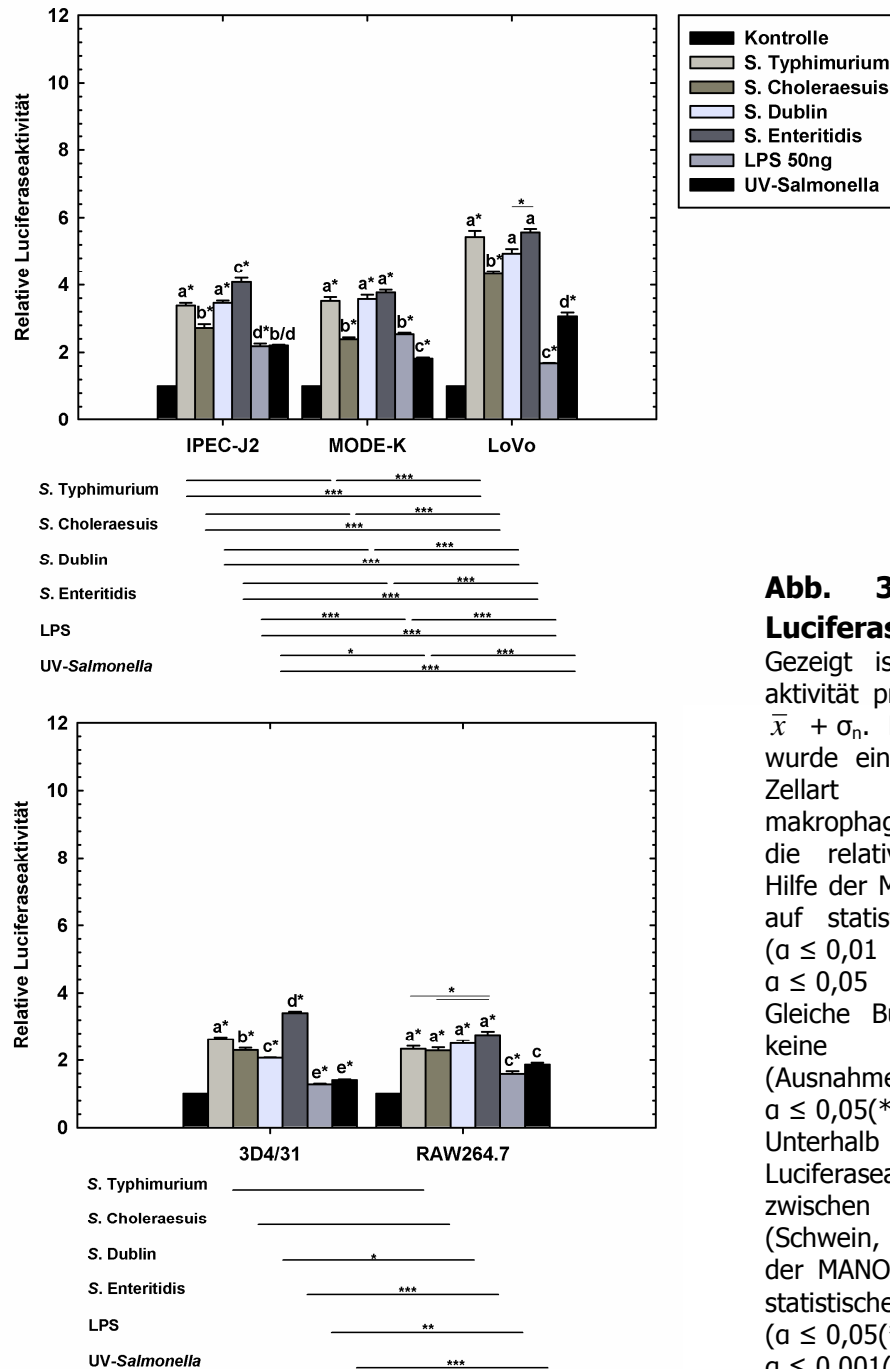 12
10
8
6
4
2
0
Relative Luciferaseaktivität
Kontrolle
S. Typhimurium
S. Choleraesuis
S. Dublin
S. Enteritidis
LPS 50ng
UV-Salmonella
a* b* a* c* d* b/d
a* b* a* a* b* c*
a* b* a * a c* d*
IPEC-J2 MODE-K LoVo
S. Typhimurium *** ***
S. Choleraesuis *** ***
S. Dublin *** ***
S. Enteritidis *** ***
LPS *** *** ***
UV-Salmonella * *** ***
12
10
8
6
4
2
0
Relative Luciferaseaktivität
a* b* c* d* e* e*
* a* a* a* a* c* c
3D4/31 RAW264.7
S. Typhimurium
S. Choleraesuis
S. Dublin *
S. Enteritidis ***
LPS **
UV-Salmonella ***
Abb. 3
Luciferas
Gezeigt is
aktivität pr
x̅ + σn.
wurde ein
Zellart
makrophag
die relativ
Hilfe der M
auf statis
(α ≤ 0,01
α ≤ 0,05
Gleiche Bu
keine
(Ausnahme
α ≤ 0,05(*
Unterhalb
Luciferasea
zwischen
(Schwein,
der MANO
statistische
(α ≤ 0,05(*
α ≤ 0,001(